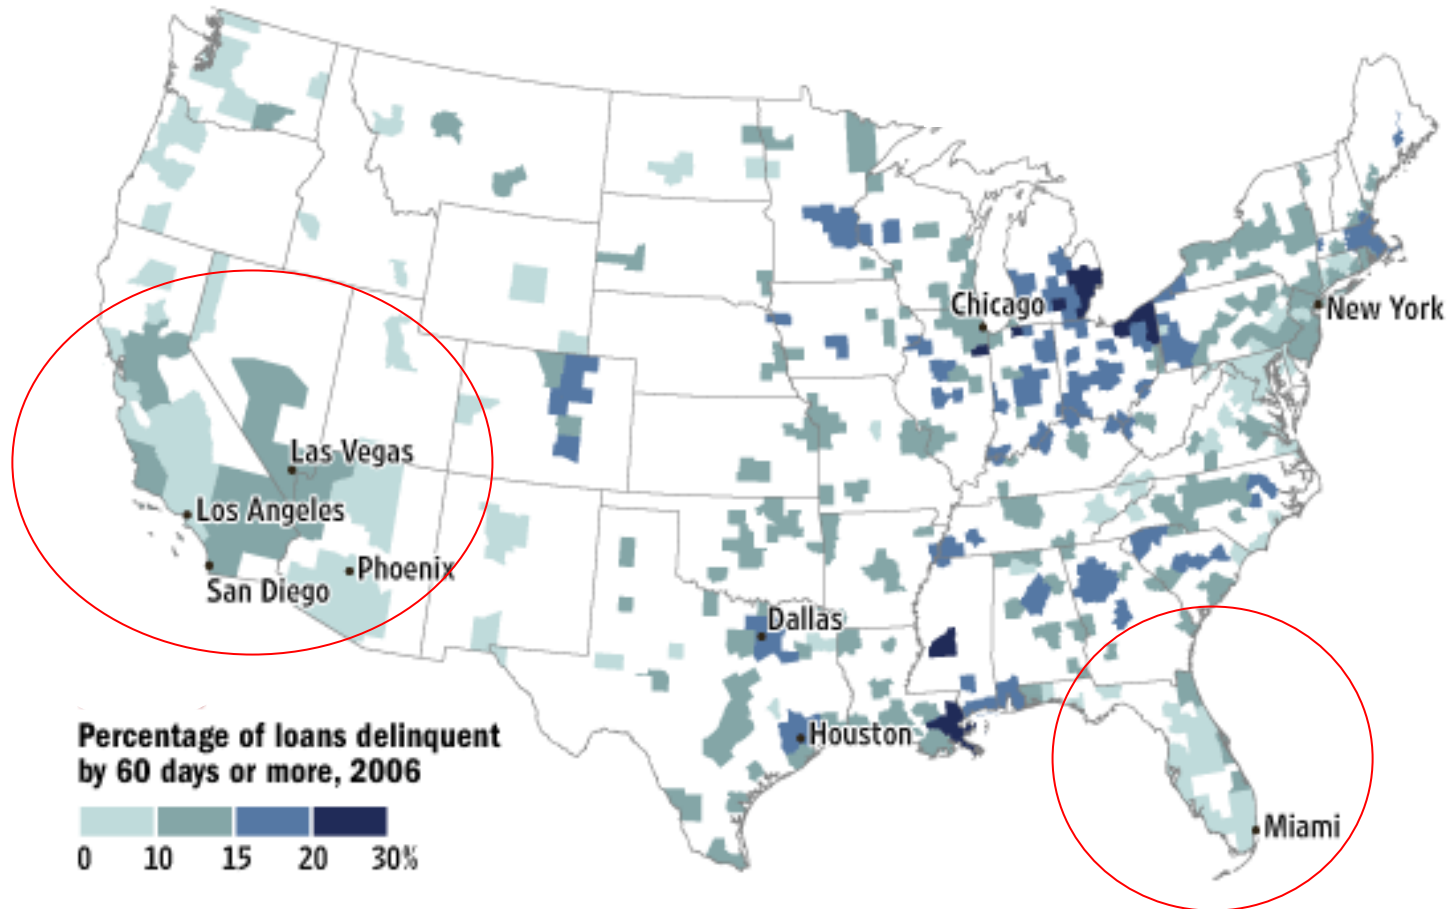 Chicago
New York
Las Vegas
Los Angeles
Phoenix
San Diego
Dallas
Houston
Miami
Percentage of loans delinquent
by 60 days or more, 2006
0 10 15 20 30%